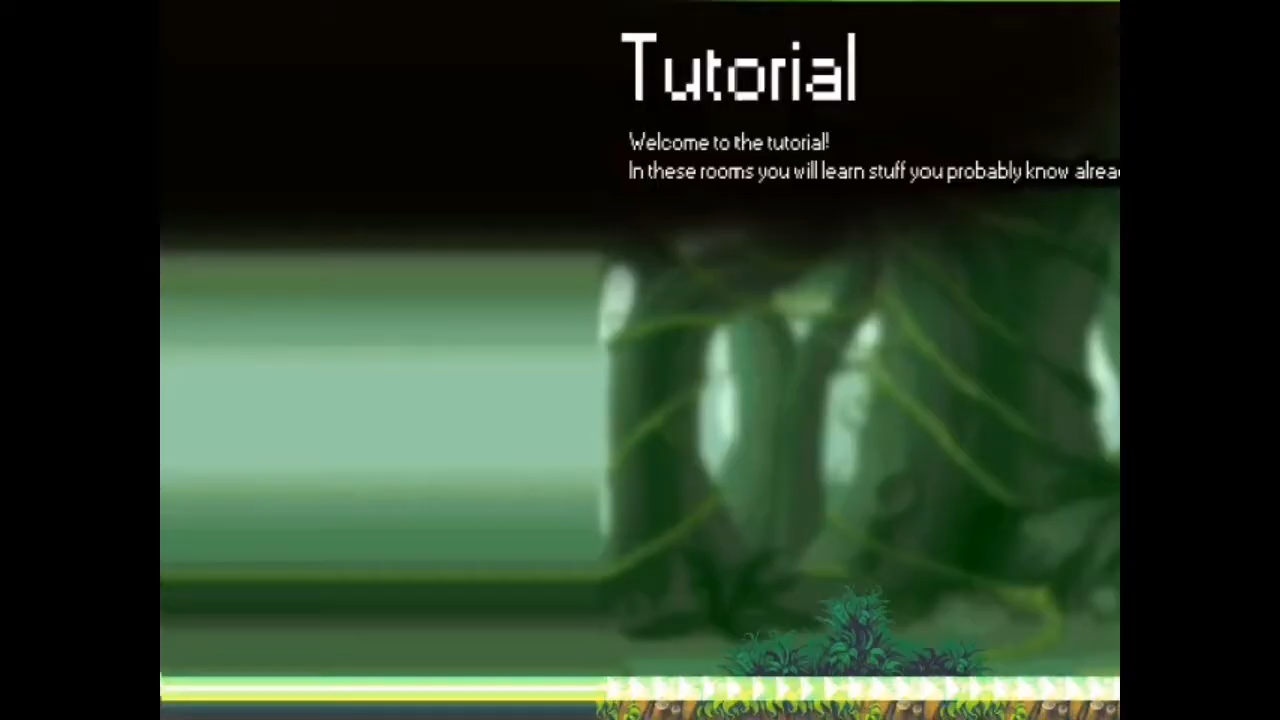 Tutorial
Welcome to the tutorial!
In these rooms you will learn stuff you probably know